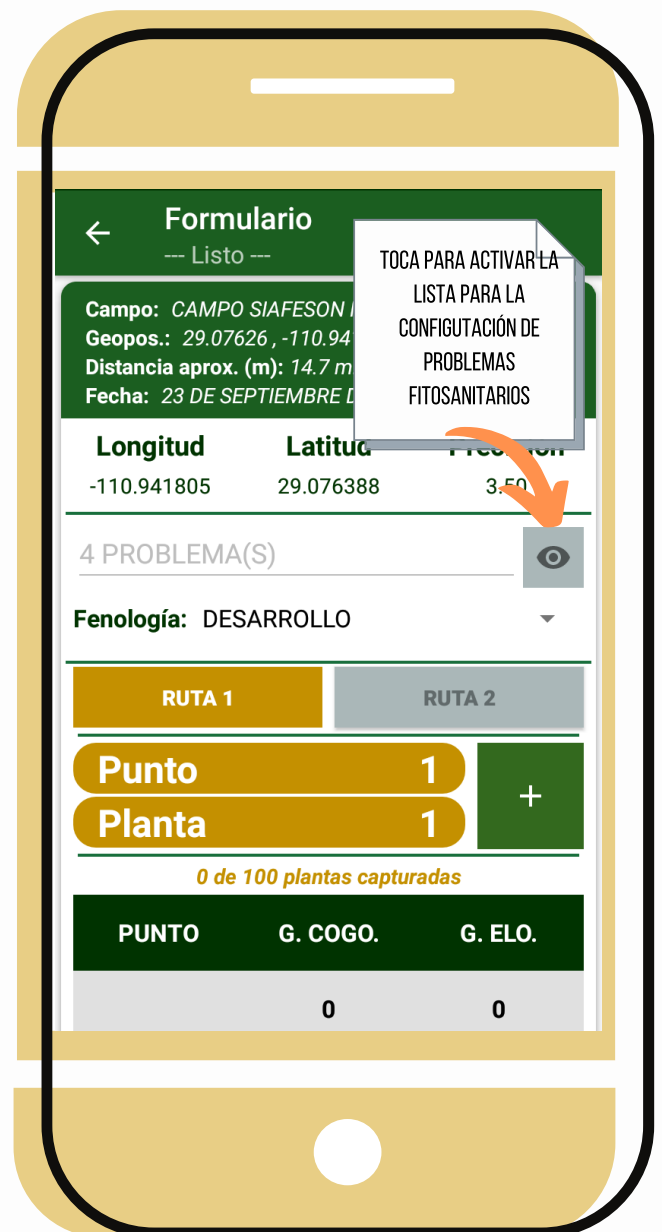 Formulario
--- Listo ---
TOCA PARA ACTIVAR LA
LISTA PARA LA
CONFIGUTACIÓN DE
PROBLEMAS
FITOSANITARIOS
Campo: CAMPO SIAFESON
Geopos.: 29.07626 , -110.94
Distancia aprox. (m): 14.7 m
Fecha: 23 DE SEPTIEMBRE
Longitud Latitud
-110.941805 29.076388 3.50
4 PROBLEMA(S)
Fenología: DESARROLLO
RUTA 1 RUTA 2
Punto 1
+
Planta 1
0 de 100 plantas capturadas
PUNTO G. COGO. G. ELO.
0 0